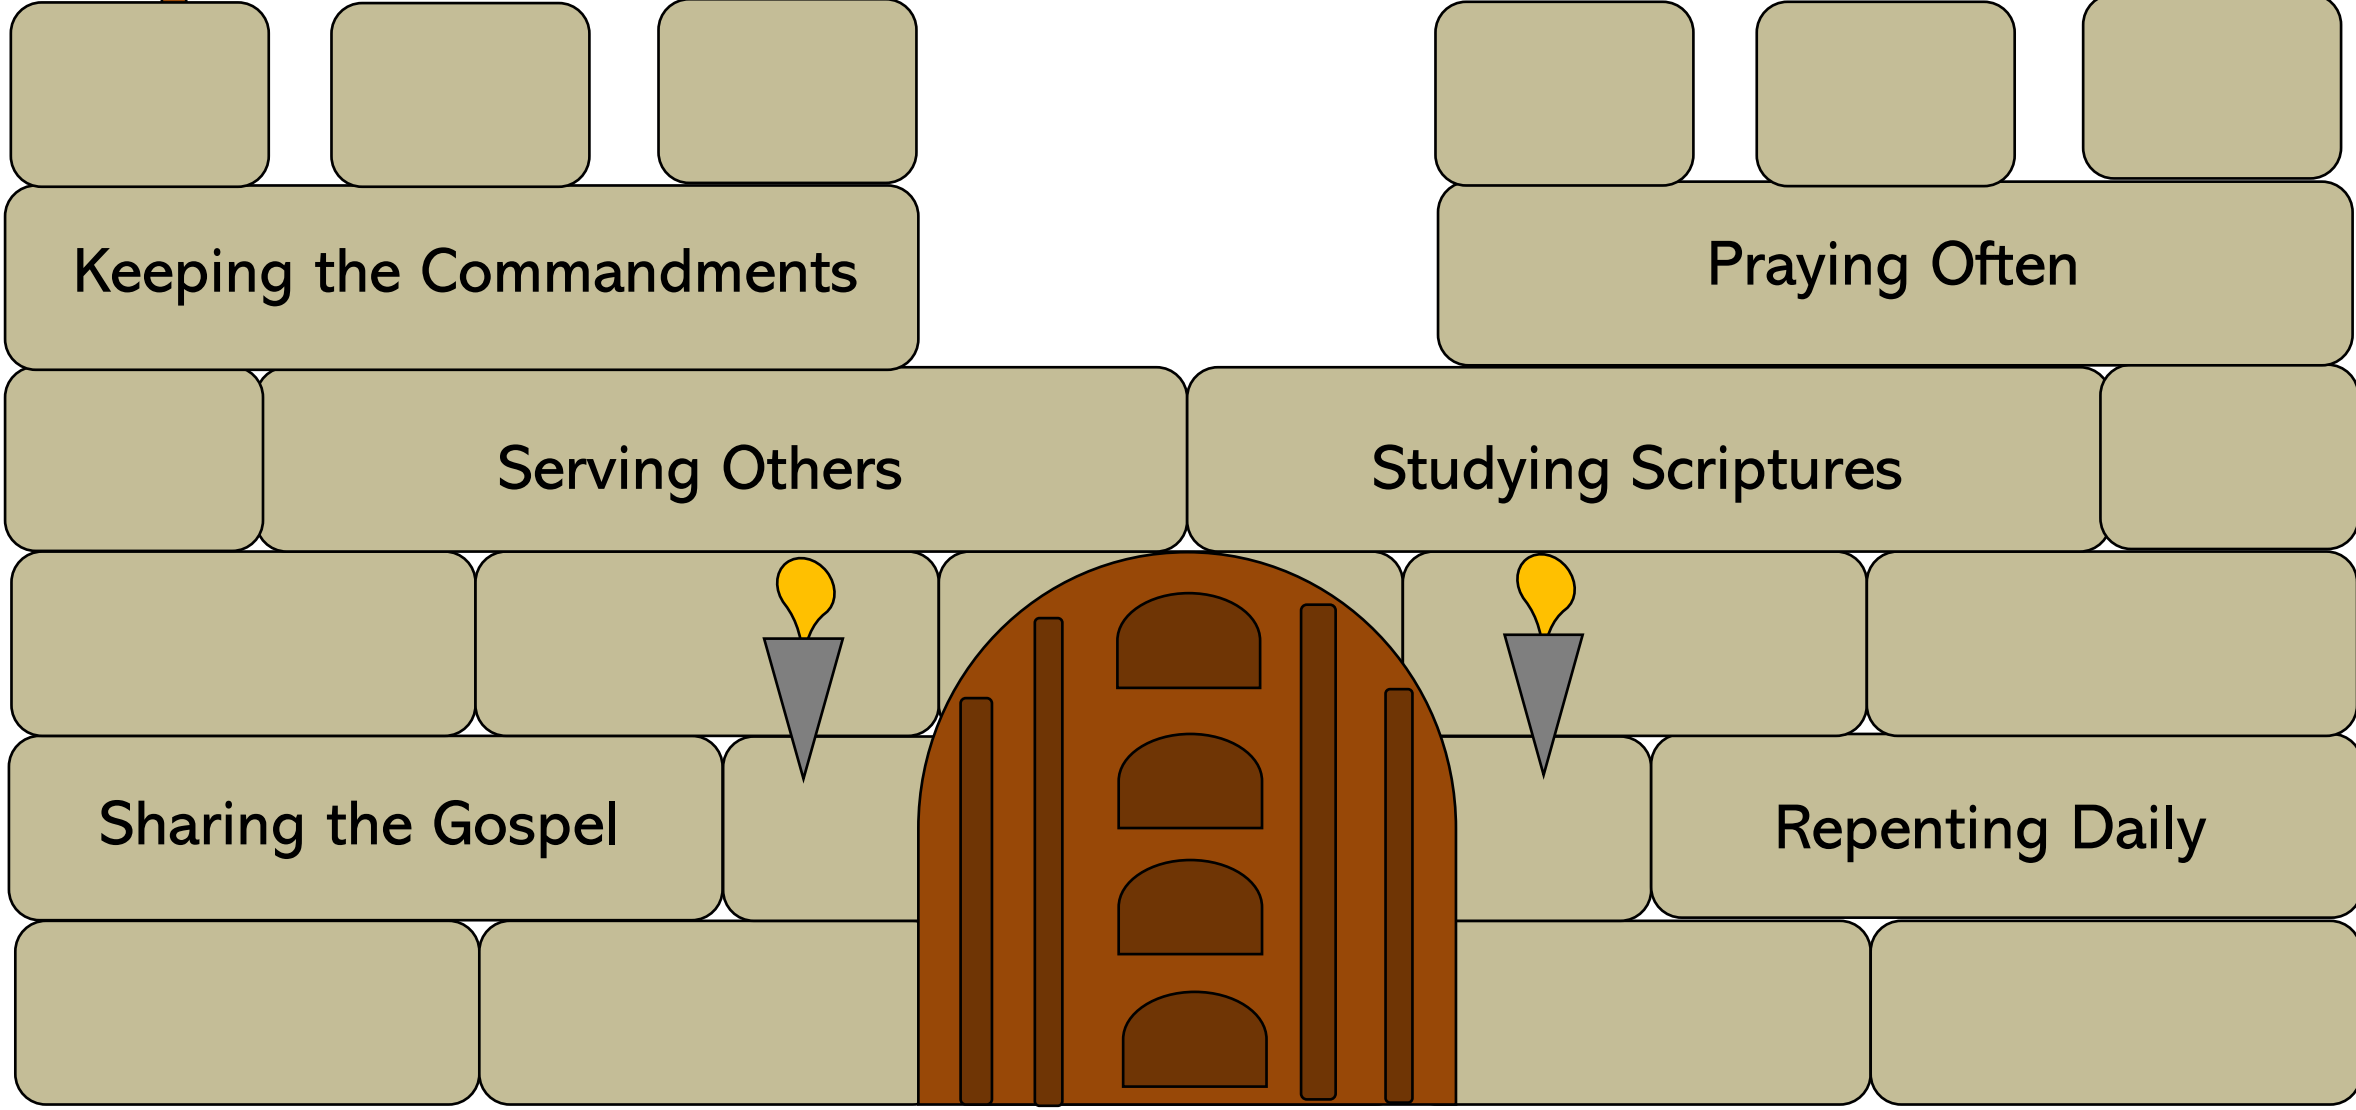 Keeping the Commandments
Praying Often
Serving Others
Studying Scriptures
Sharing the Gospel
Repenting Daily